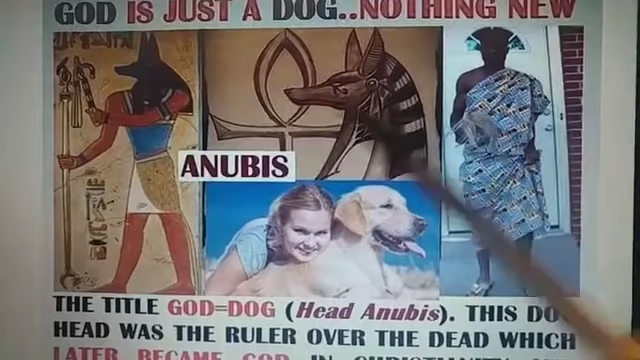 GOD IS JUST A DOG..NOTHING NEW
ANUBIS
THE TITLE GOD=DOG (Head Anubis). THIS
HEAD WAS THE RULER OVER THE DEAD WHICH
LATER BECAME GOD IN